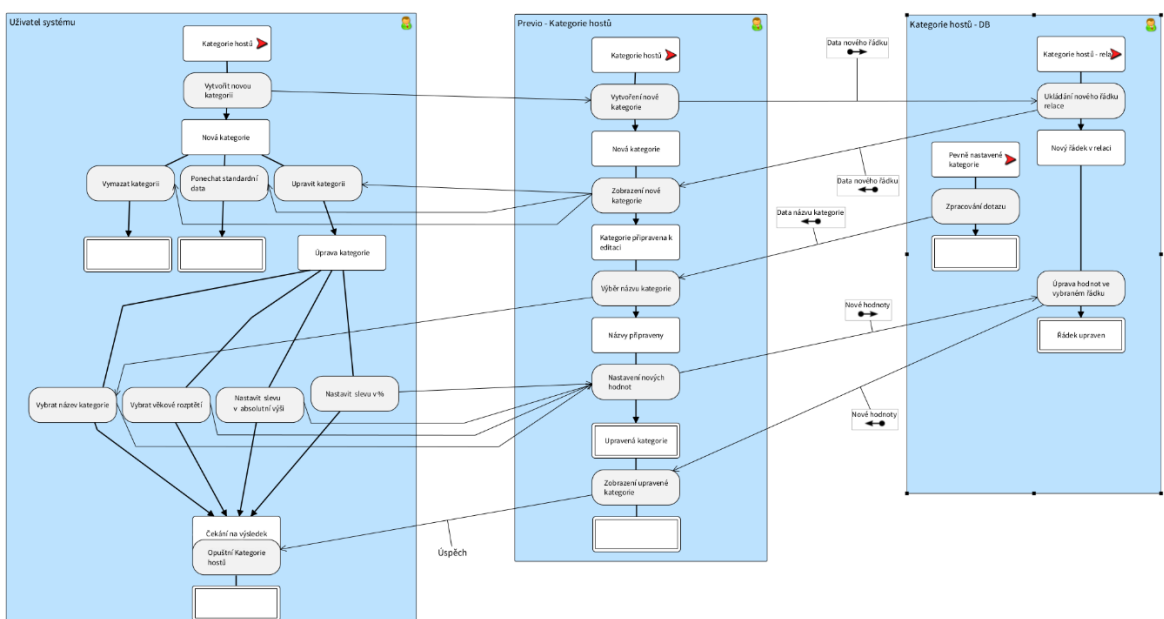 Uživatel systému
Kategorie hostů
Vytvořit novou
kategorii
Nová kategorie
Vymazat kategorii
Ponechat standardní
data
Upravit kategorii
Úprava kategorie
Vybrat název kategorie
Vybrat věkové rozptětí
Nastavit slevu
v absolutní výši
Nastavit slevu v %
Čekání na výsledek
Opuštní Kategorie
hostů
Úspěch
Previo - Kategorie hostů
Kategorie hostů
Vytvoření nové
kategorie
Nová kategorie
Zobrazení nové
kategorie
Kategorie připravena k
editaci
Výběr názvu kategorie
Názvy připraveny
Nastavení nových
hodnot
Upravená kategorie
Zobrazení upravené
kategorie
Data nového řádku
Data nového řádku
Data názvu kategorie
Nové hodnoty
Nové hodnoty
Kategorie hostů - DB
Kategorie hostů - relac
Ukládání nového řádku
relace
Nový řádek v relaci
Pevně nastavené
kategorie
Zpracování dotazu
Úprava hodnot ve
vybraném řádku
Řádek upraven